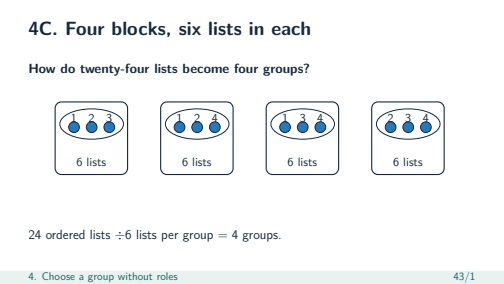 4C. Four blocks, six lists in each
How do twenty-four lists become four groups?
1 2 3
1 2 4
1 3 4
2 3 4
6 lists
6 lists
6 lists
6 lists
24 ordered lists ÷6 lists per group = 4 groups.
4. Choose a group without roles
43/1